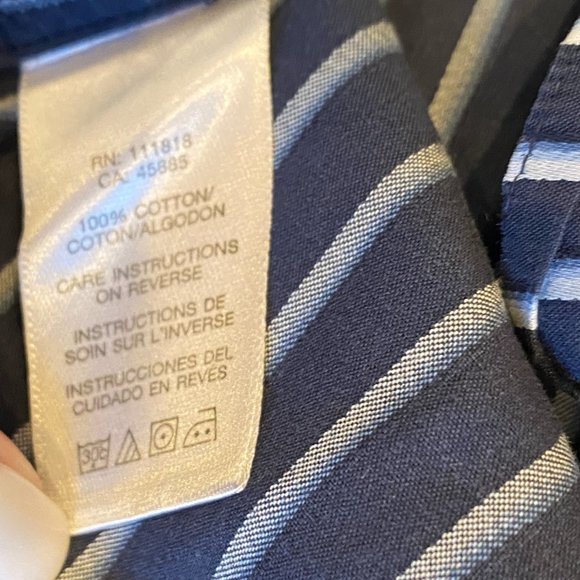 RN: 111818
CA: 45885
100% COTTON/
COTON/ALGODON
CARE INSTRUCTIONS
ON REVERSE
INSTRUCTIONS DE
SOIN SUR L'INVERSE
INSTRUCCIONES DEL
CUIDADO EN REVES
30c